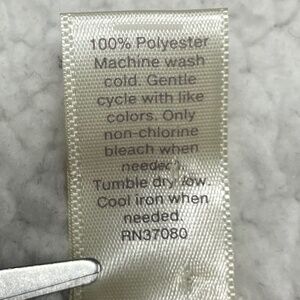 100% Polyester
Machine wash
cold. Gentle
cycle with like
colors. Only
non-chlorine
bleach when
needed.
Tumble dry low.
Cool iron when
needed.
RN37080